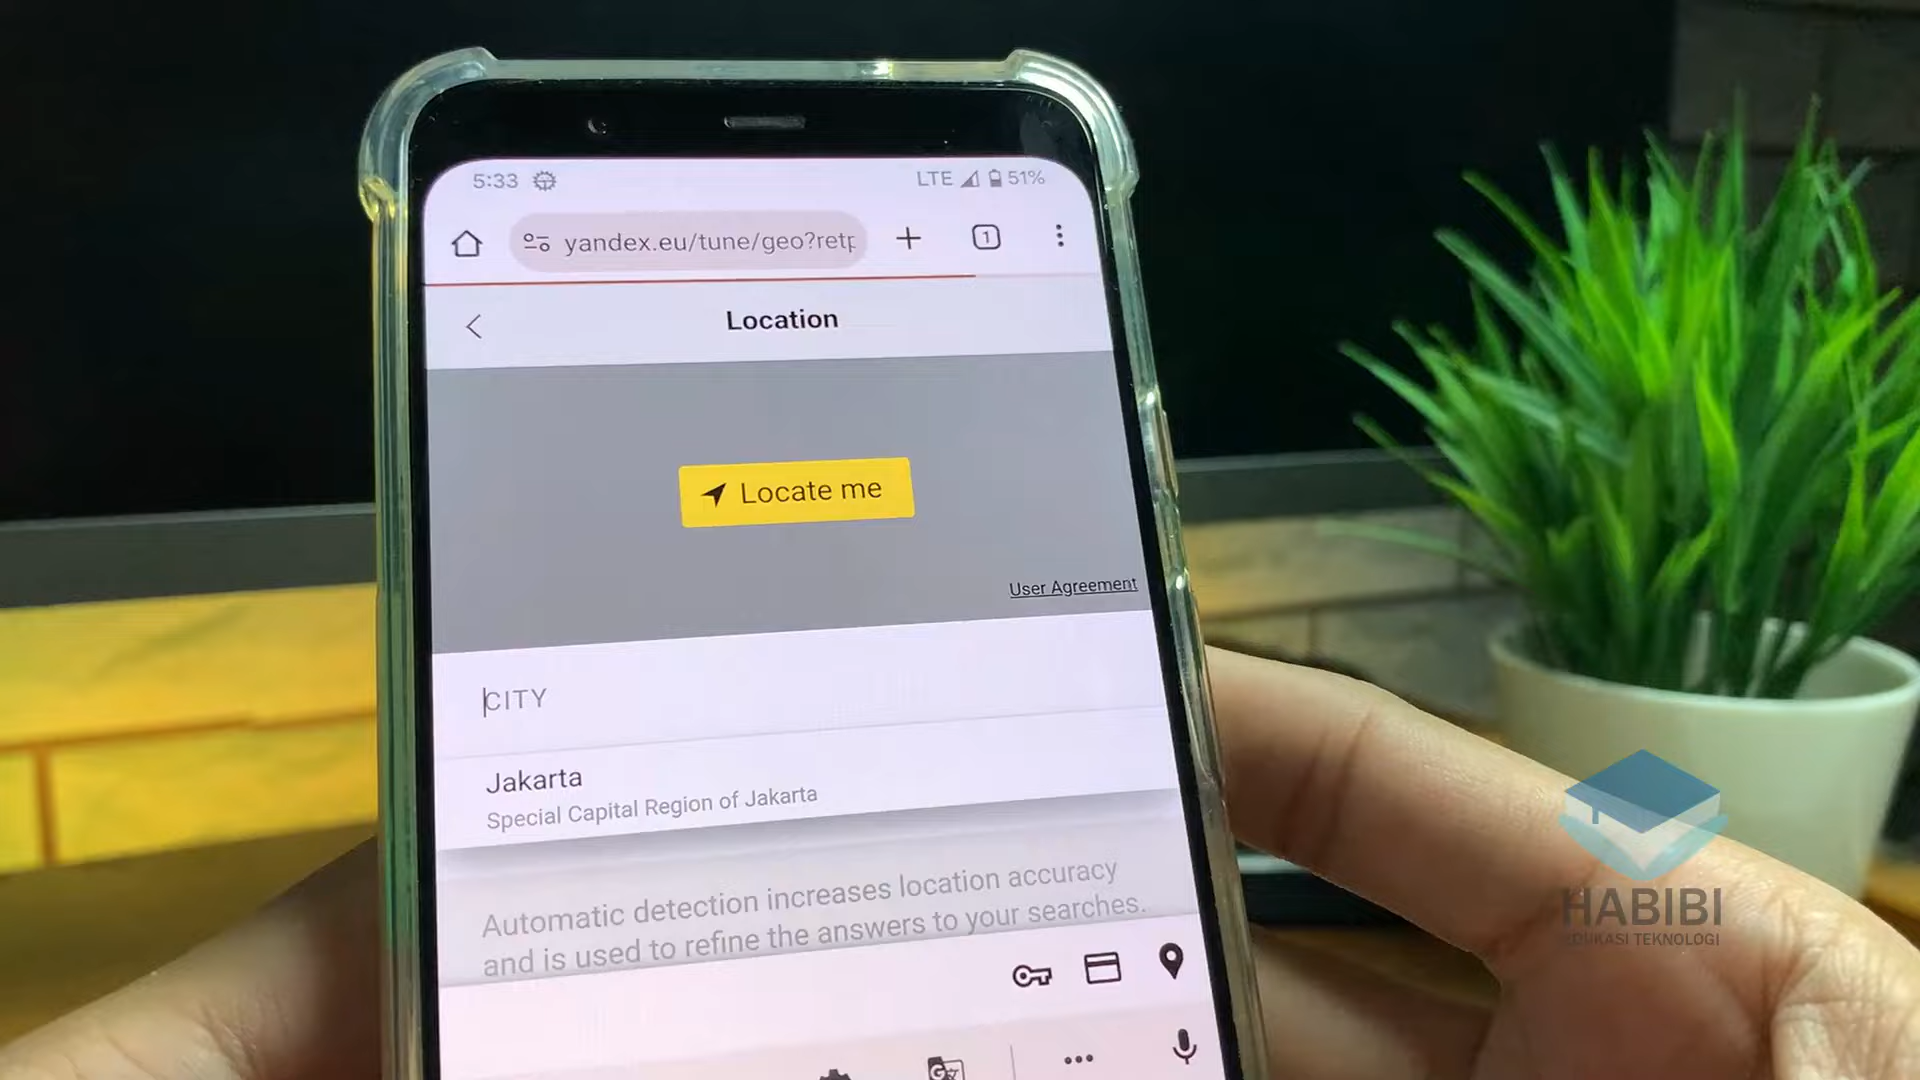 5:33
LTE 51%
yandex.eu/tune/geo?retp
1
Location
Locate me
User Agreement
CITY
Jakarta
Special Capital Region of Jakarta
Automatic detection increases location accuracy
and is used to refine the answers to your searches.
HABIBI
EDUKASI TEKNOLOGI